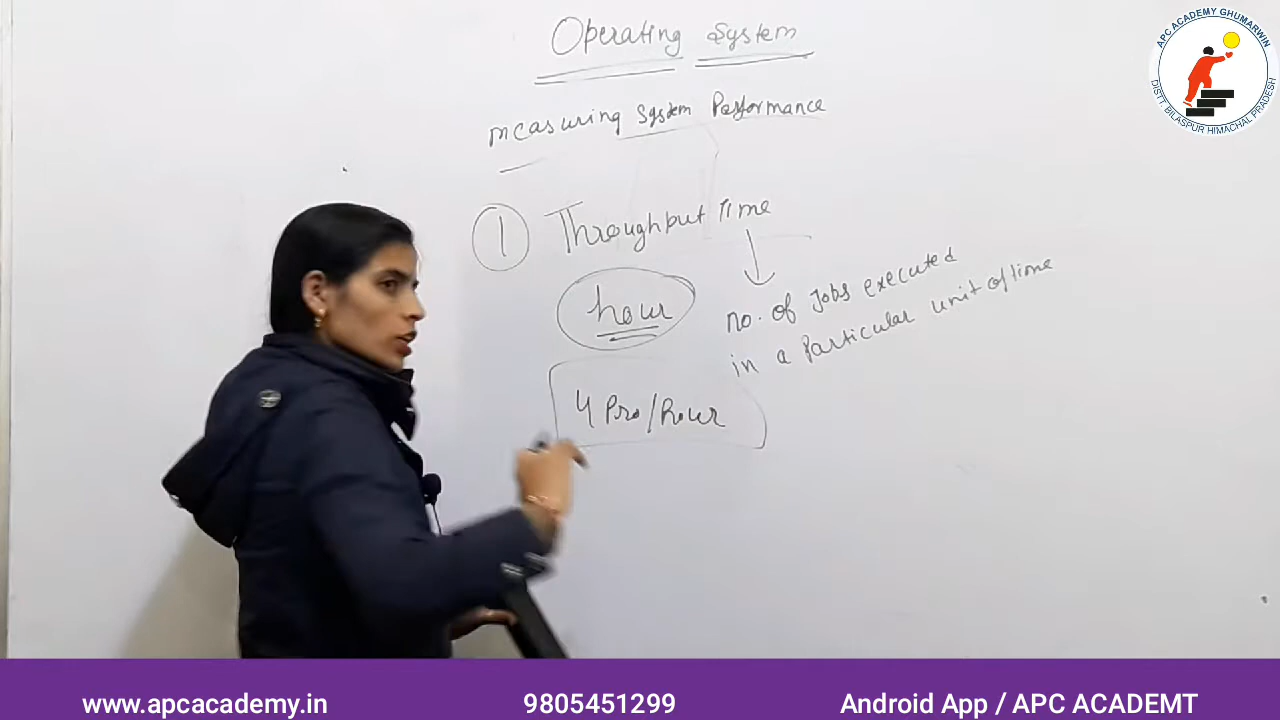 Operating System
measuring System Performance
1 Throughput Time
hour
no. of Jobs executed
in a Particular unit of time
4 Pro/hour
APC ACADEMY GHUMARWIN
DISTT. BILASPUR HIMACHAL PRADESH
www.apcacademy.in 9805451299 Android App / APC ACADEMT